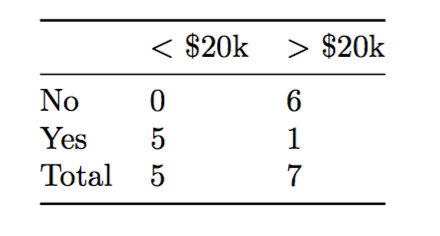 < $20k > $20k
No 0 6
Yes 5 1
Total 5 7